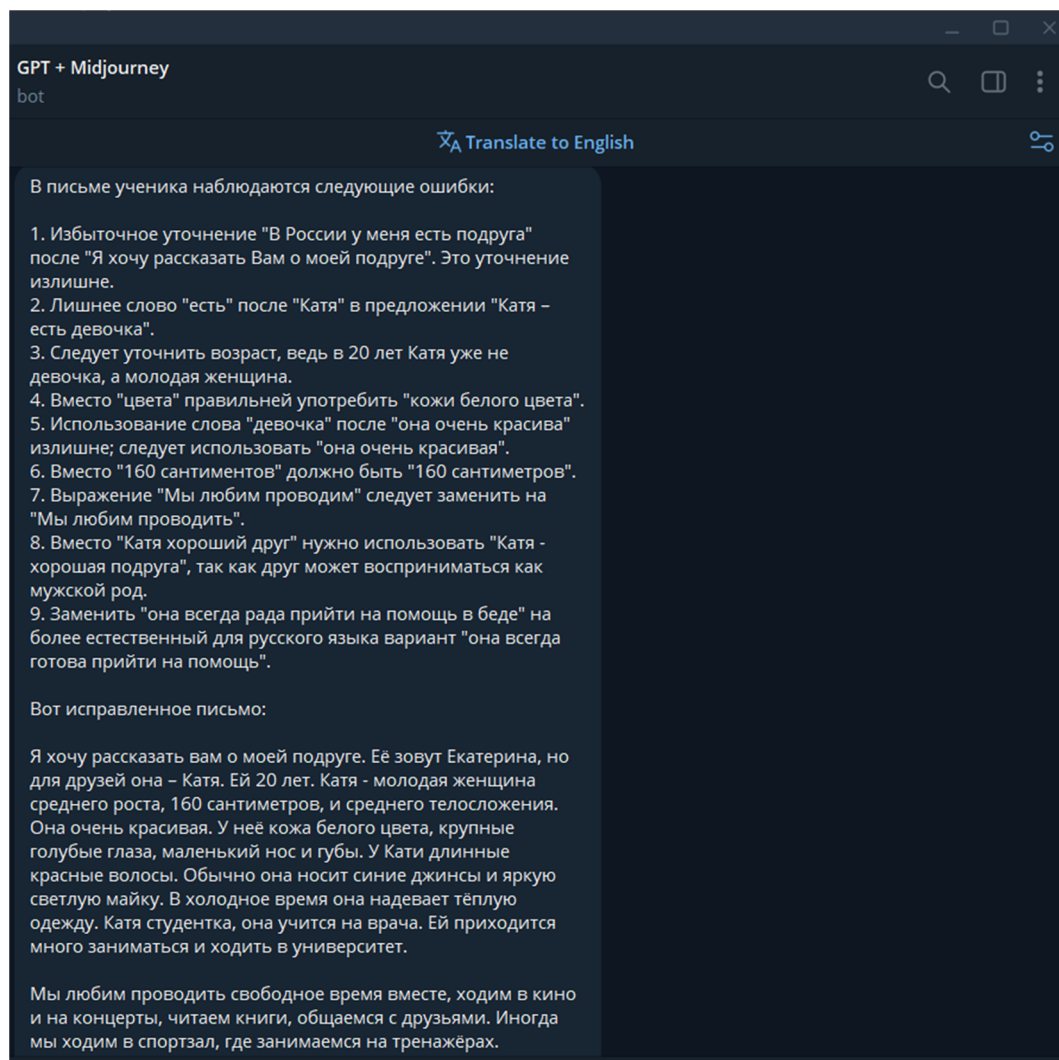 GPT + Midjourney
bot
Translate to English
В письме ученика наблюдаются следующие ошибки:
1. Избыточное уточнение "В России у меня есть подруга"
после "Я хочу рассказать Вам о моей подруге". Это уточнение
излишне.
2. Лишнее слово "есть" после "Катя" в предложении "Катя –
есть девочка".
3. Следует уточнить возраст, ведь в 20 лет Катя уже не
девочка, а молодая женщина.
4. Вместо "цвета" правильней употребить "кожи белого цвета".
5. Использование слова "девочка" после "она очень красива"
излишне; следует использовать "она очень красивая".
6. Вместо "160 сантиментов" должно быть "160 сантиметров".
7. Выражение "Мы любим проводим" следует заменить на
"Мы любим проводить".
8. Вместо "Катя хороший друг" нужно использовать "Катя -
хорошая подруга", так как друг может восприниматься как
мужской род.
9. Заменить "она всегда рада прийти на помощь в беде" на
более естественный для русского языка вариант "она всегда
готова прийти на помощь".
Вот исправленное письмо:
Я хочу рассказать вам о моей подруге. Её зовут Екатерина, но
для друзей она – Катя. Ей 20 лет. Катя - молодая женщина
среднего роста, 160 сантиметров, и среднего телосложения.
Она очень красивая. У неё кожа белого цвета, крупные
голубые глаза, маленький нос и губы. У Кати длинные
красные волосы. Обычно она носит синие джинсы и яркую
светлую майку. В холодное время она надевает тёплую
одежду. Катя студентка, она учится на врача. Ей приходится
много заниматься и ходить в университет.
Мы любим проводить свободное время вместе, ходим в кино
и на концерты, читаем книги, общаемся с друзьями. Иногда
мы ходим в спортзал, где занимаемся на тренажёрах.